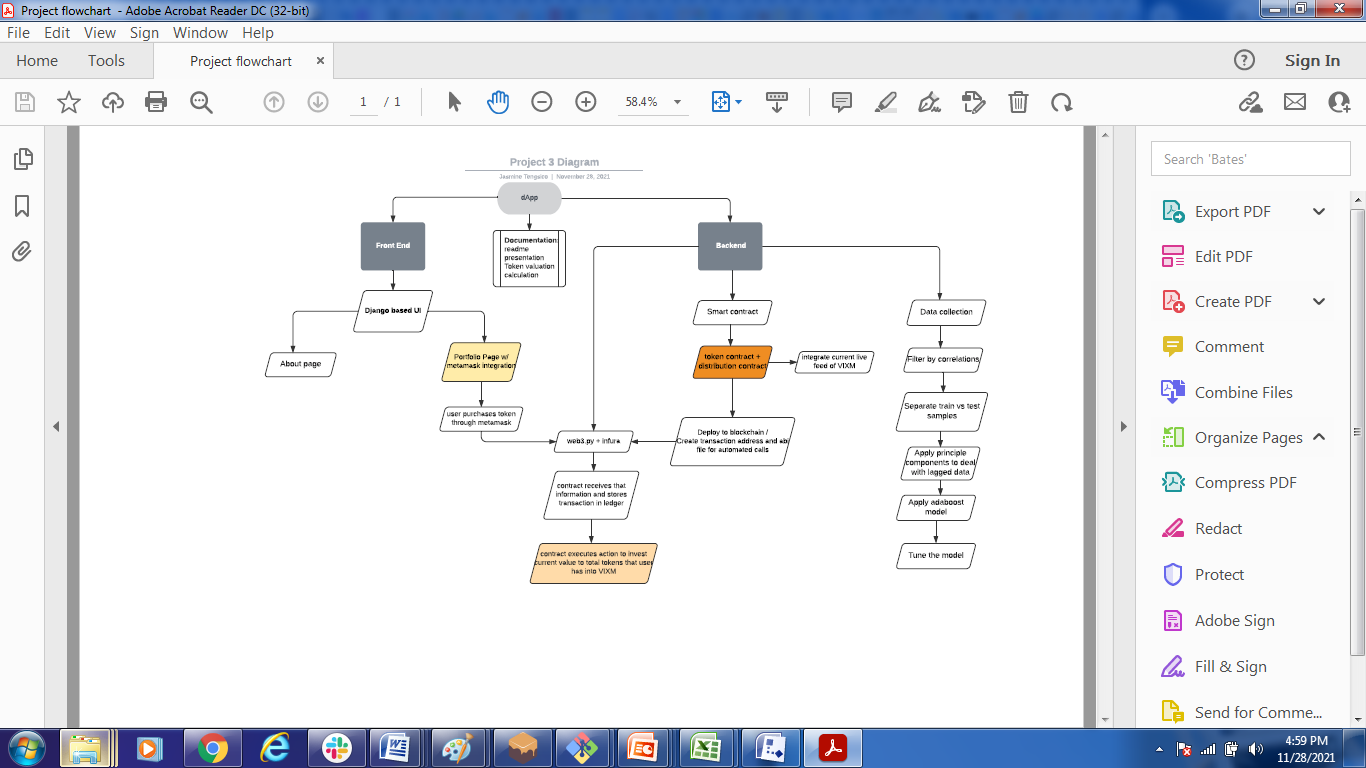 Project flowchart - Adobe Acrobat Reader DC (32-bit)
File Edit View Sign Window Help
Home Tools Project flowchart × Sign In
1 / 1 58.4%
Project 3 Diagram
Jasmine Tengsico | November 28, 2021
dApp
Front End
Documentation:
readme
presentation
Token valuation
calculation
Backend
Django based UI
About page
Portfolio Page w/
metamask integration
user purchases token
through metamask
Smart contract
token contract +
distribution contract
integrate current live
feed of VIXM
Deploy to blockchain /
Create transaction address and abi
file for automated calls
web3.py + infura
contract receives that
information and stores
transaction in ledger
contract executes action to invest
current value to total tokens that user
has into VIXM
Data collection
Filter by correlations
Separate train vs test
samples
Apply principle
components to deal
with lagged data
Apply adaboost
model
Tune the model
Search 'Bates'
Export PDF
Edit PDF
Create PDF
Comment
Combine Files
Organize Pages
Compress PDF
Redact
Protect
Adobe Sign
Fill & Sign
Send for Comme...
4:59 PM
11/28/2021